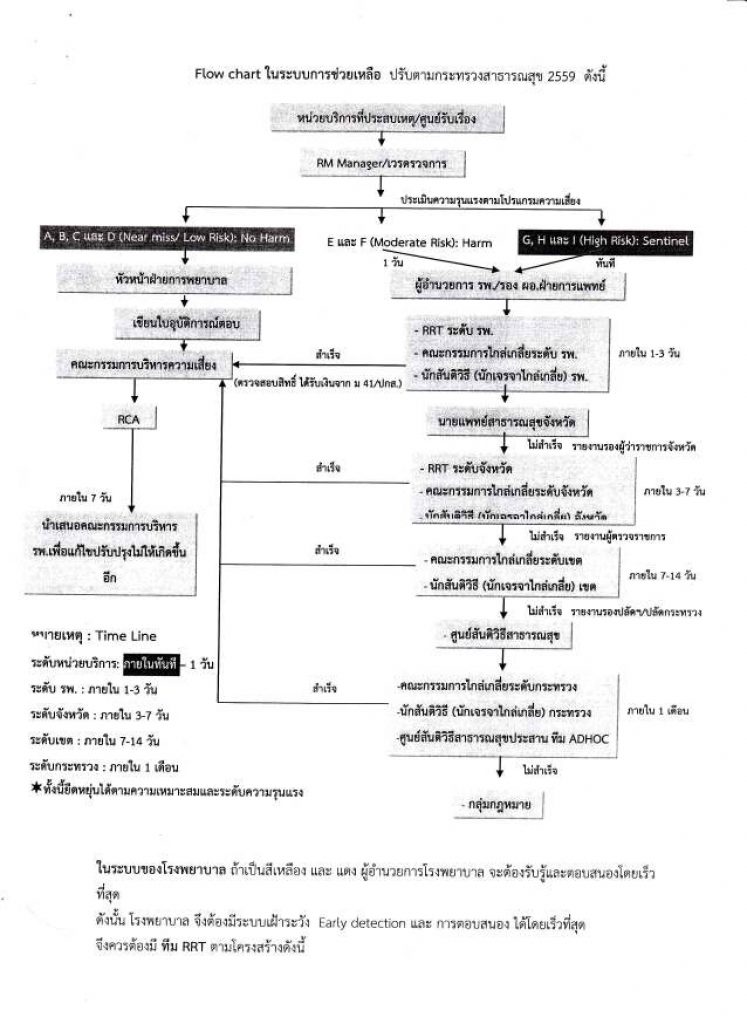 Flow chart ในระบบการช่วยเหลือ ปรับตามกระทรวงสาธารณสุข 2559 ดังนี้
หน่วยบริการที่ประสบเหตุ/ศูนย์รับเรื่อง
RM Manager/เวรตรวจการ
ประเมินความรุนแรงตามโปรแกรมความเสี่ยง
A, B, C และ D (Near miss/ Low Risk): No Harm
E และ F (Moderate Risk): Harm
G, H และ I (High Risk): Sentinel
1 วัน
ทันที
หัวหน้าฝ่ายการพยาบาล
ผู้อำนวยการ รพ./รอง ผอ.ฝ่ายการแพทย์
เขียนใบอุบัติการณ์ตอบ
- RRT ระดับ รพ.
- คณะกรรมการไกล่เกลี่ยระดับ รพ.
- นักสันติวิธี (นักเจรจาไกล่เกลี่ย) รพ.
ภายใน 1-3 วัน
สำเร็จ
คณะกรรมการบริหารความเสี่ยง
(ตรวจสอบสิทธิ์ ได้รับเงินจาก ม 41/ปกส.)
RCA
นายแพทย์สาธารณสุขจังหวัด
ไม่สำเร็จ รายงานรองผู้ว่าราชการจังหวัด
สำเร็จ
- RRT ระดับจังหวัด
- คณะกรรมการไกล่เกลี่ยระดับจังหวัด
- นักสันติวิธี (นักเจรจาไกล่เกลี่ย) จังหวัด
ภายใน 3-7 วัน
ภายใน 7 วัน
นำเสนอคณะกรรมการบริหาร
รพ.เพื่อแก้ไขปรับปรุงไม่ให้เกิดขึ้น
อีก
ไม่สำเร็จ รายงานผู้ตรวจราชการ
สำเร็จ
- คณะกรรมการไกล่เกลี่ยระดับเขต
- นักสันติวิธี (นักเจรจาไกล่เกลี่ย) เขต
ภายใน 7-14 วัน
ไม่สำเร็จ รายงานรองปลัดฯ/ปลัดกระทรวง
- ศูนย์สันติวิธีสาธารณสุข
หมายเหตุ : Time Line
ระดับหน่วยบริการ: ภายในทันที – 1 วัน
ระดับ รพ. : ภายใน 1-3 วัน
ระดับจังหวัด : ภายใน 3-7 วัน
ระดับเขต : ภายใน 7-14 วัน
ระดับกระทรวง : ภายใน 1 เดือน
✶ทั้งนี้ยืดหยุ่นได้ตามความเหมาะสมและระดับความรุนแรง
สำเร็จ
-คณะกรรมการไกล่เกลี่ยระดับกระทรวง
-นักสันติวิธี (นักเจรจาไกล่เกลี่ย) กระทรวง
-ศูนย์สันติวิธีสาธารณสุขประสาน ทีม ADHOC
ภายใน 1 เดือน
ไม่สำเร็จ
- กลุ่มกฎหมาย
ในระบบของโรงพยาบาล ถ้าเป็นสีเหลือง และ แดง ผู้อำนวยการโรงพยาบาล จะต้องรับรู้และตอบสนองโดยเร็ว
ที่สุด
ดังนั้น โรงพยาบาล จึงต้องมีระบบเฝ้าระวัง Early detection และ การตอบสนอง ได้โดยเร็วที่สุด
จึงควรต้องมี ทีม RRT ตามโครงสร้างดังนี้